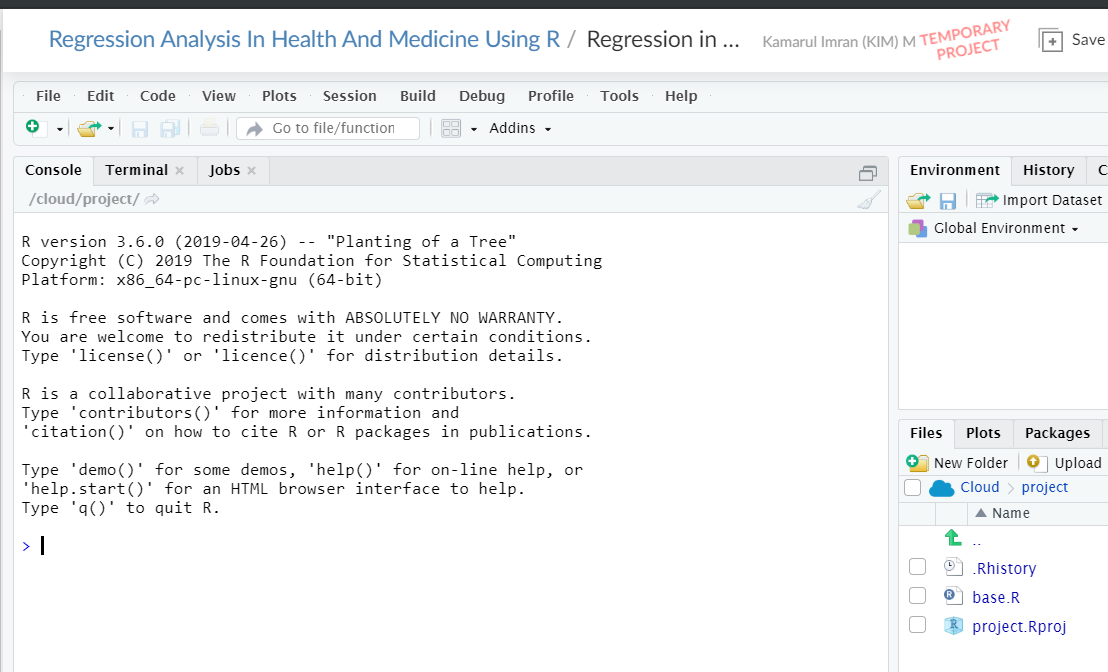 Regression Analysis In Health And Medicine Using R / Regression in ... Kamarul Imran (KIM) M TEMPORARY PROJECT Save
File Edit Code View Plots Session Build Debug Profile Tools Help
Go to file/function Addins
Console Terminal Jobs
/cloud/project/
R version 3.6.0 (2019-04-26) -- "Planting of a Tree"
Copyright (C) 2019 The R Foundation for Statistical Computing
Platform: x86_64-pc-linux-gnu (64-bit)
R is free software and comes with ABSOLUTELY NO WARRANTY.
You are welcome to redistribute it under certain conditions.
Type 'license()' or 'licence()' for distribution details.
R is a collaborative project with many contributors.
Type 'contributors()' for more information and
'citation()' on how to cite R or R packages in publications.
Type 'demo()' for some demos, 'help()' for on-line help, or
'help.start()' for an HTML browser interface to help.
Type 'q()' to quit R.
>
Environment History C
Import Dataset
Global Environment
Files Plots Packages
New Folder Upload
Cloud project
Name
..
.Rhistory
base.R
project.Rproj